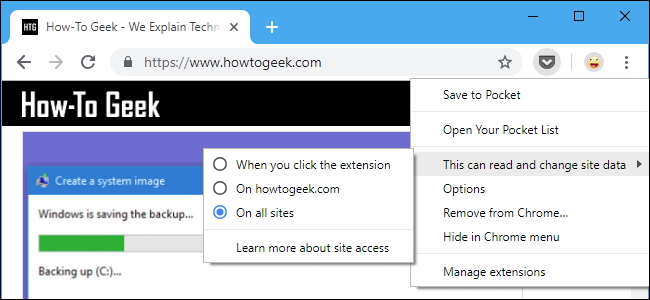 HTG
How-To Geek - We Explain Techn
https://www.howtogeek.com
How-To Geek
Save to Pocket
Open Your Pocket List
This can read and change site data
Options
Remove from Chrome...
Hide in Chrome menu
Manage extensions
When you click the extension
On howtogeek.com
On all sites
Learn more about site access
Create a system image
Windows is saving the backup...
Backing up (C:)...